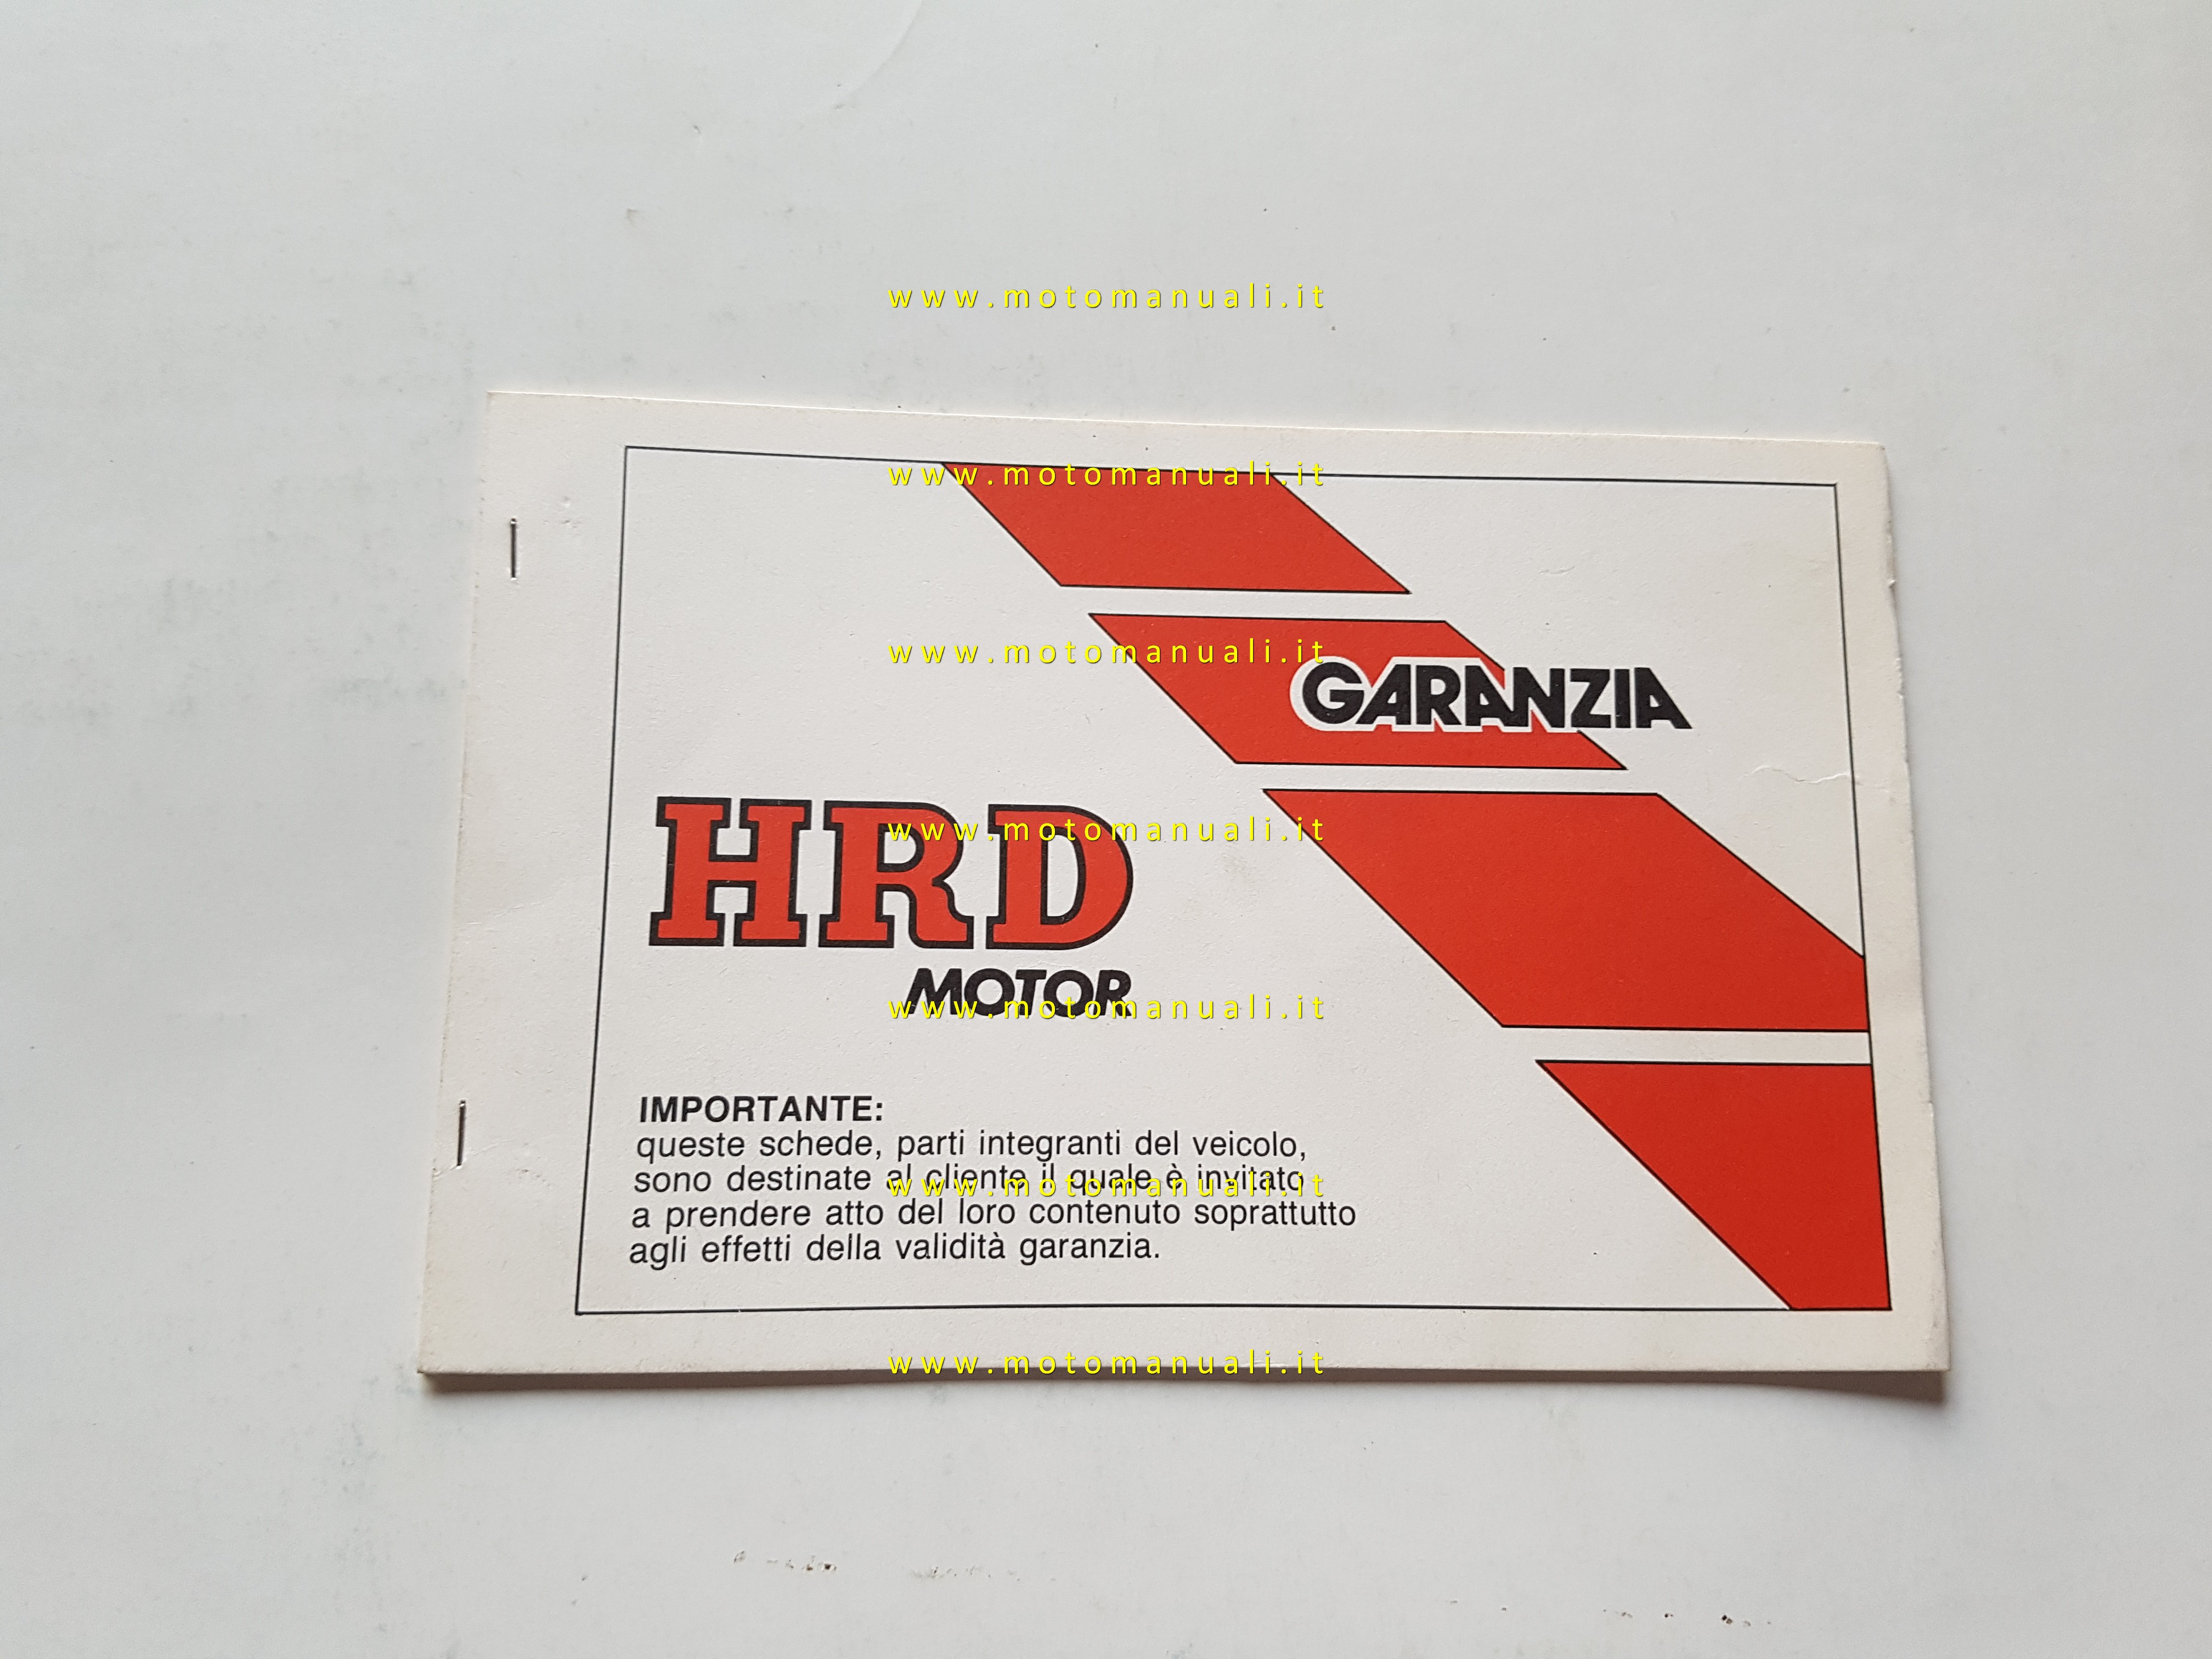 www.motomanuali.it
www.motomanuali.it
www.motomanuali.it
GARANZIA
www.motomanuali.it
HRD
MOTOR
www.motomanuali.it
IMPORTANTE:
queste schede, parti integranti del veicolo,
sono destinate al cliente il quale è invitato
www.motomanuali.it
a prendere atto del loro contenuto soprattutto
agli effetti della validità garanzia.
www.motomanuali.it